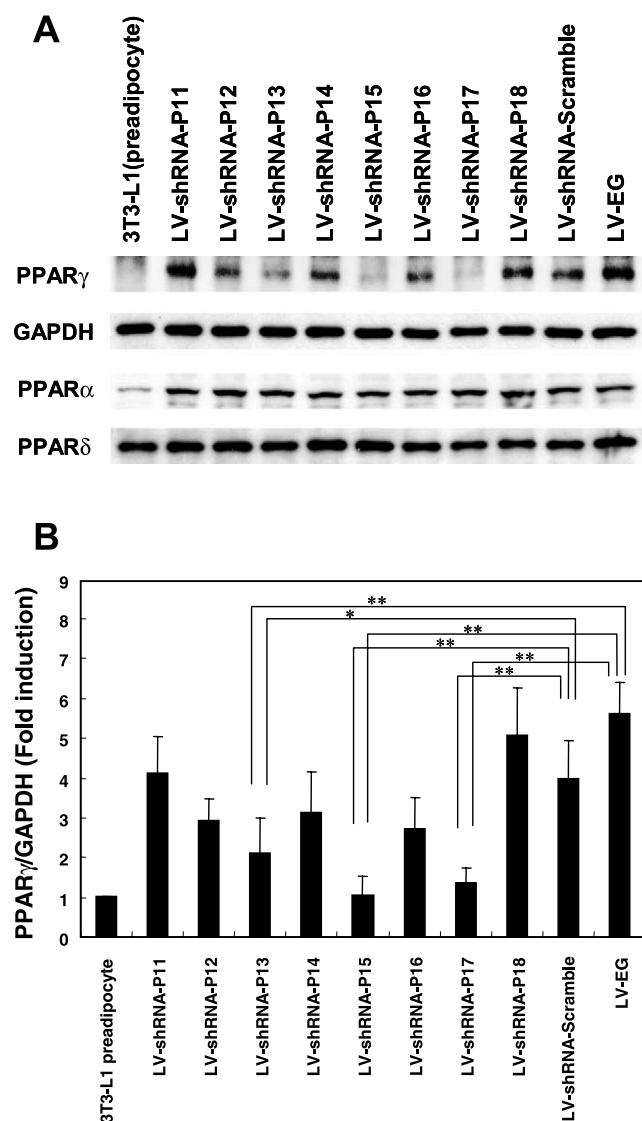 A
3T3-L1(preadipocyte)
LV-shRNA-P11
LV-shRNA-P12
LV-shRNA-P13
LV-shRNA-P14
LV-shRNA-P15
LV-shRNA-P16
LV-shRNA-P17
LV-shRNA-P18
LV-shRNA-Scramble
LV-EG
PPARγ
GAPDH
PPARα
PPARδ
B
PPARγ/GAPDH (Fold induction)
9
8
7
6
5
4
3
2
1
0
**
*
**
**
**
**
3T3-L1 preadipocyte
LV-shRNA-P11
LV-shRNA-P12
LV-shRNA-P13
LV-shRNA-P14
LV-shRNA-P15
LV-shRNA-P16
LV-shRNA-P17
LV-shRNA-P18
LV-shRNA-Scramble
LV-EG